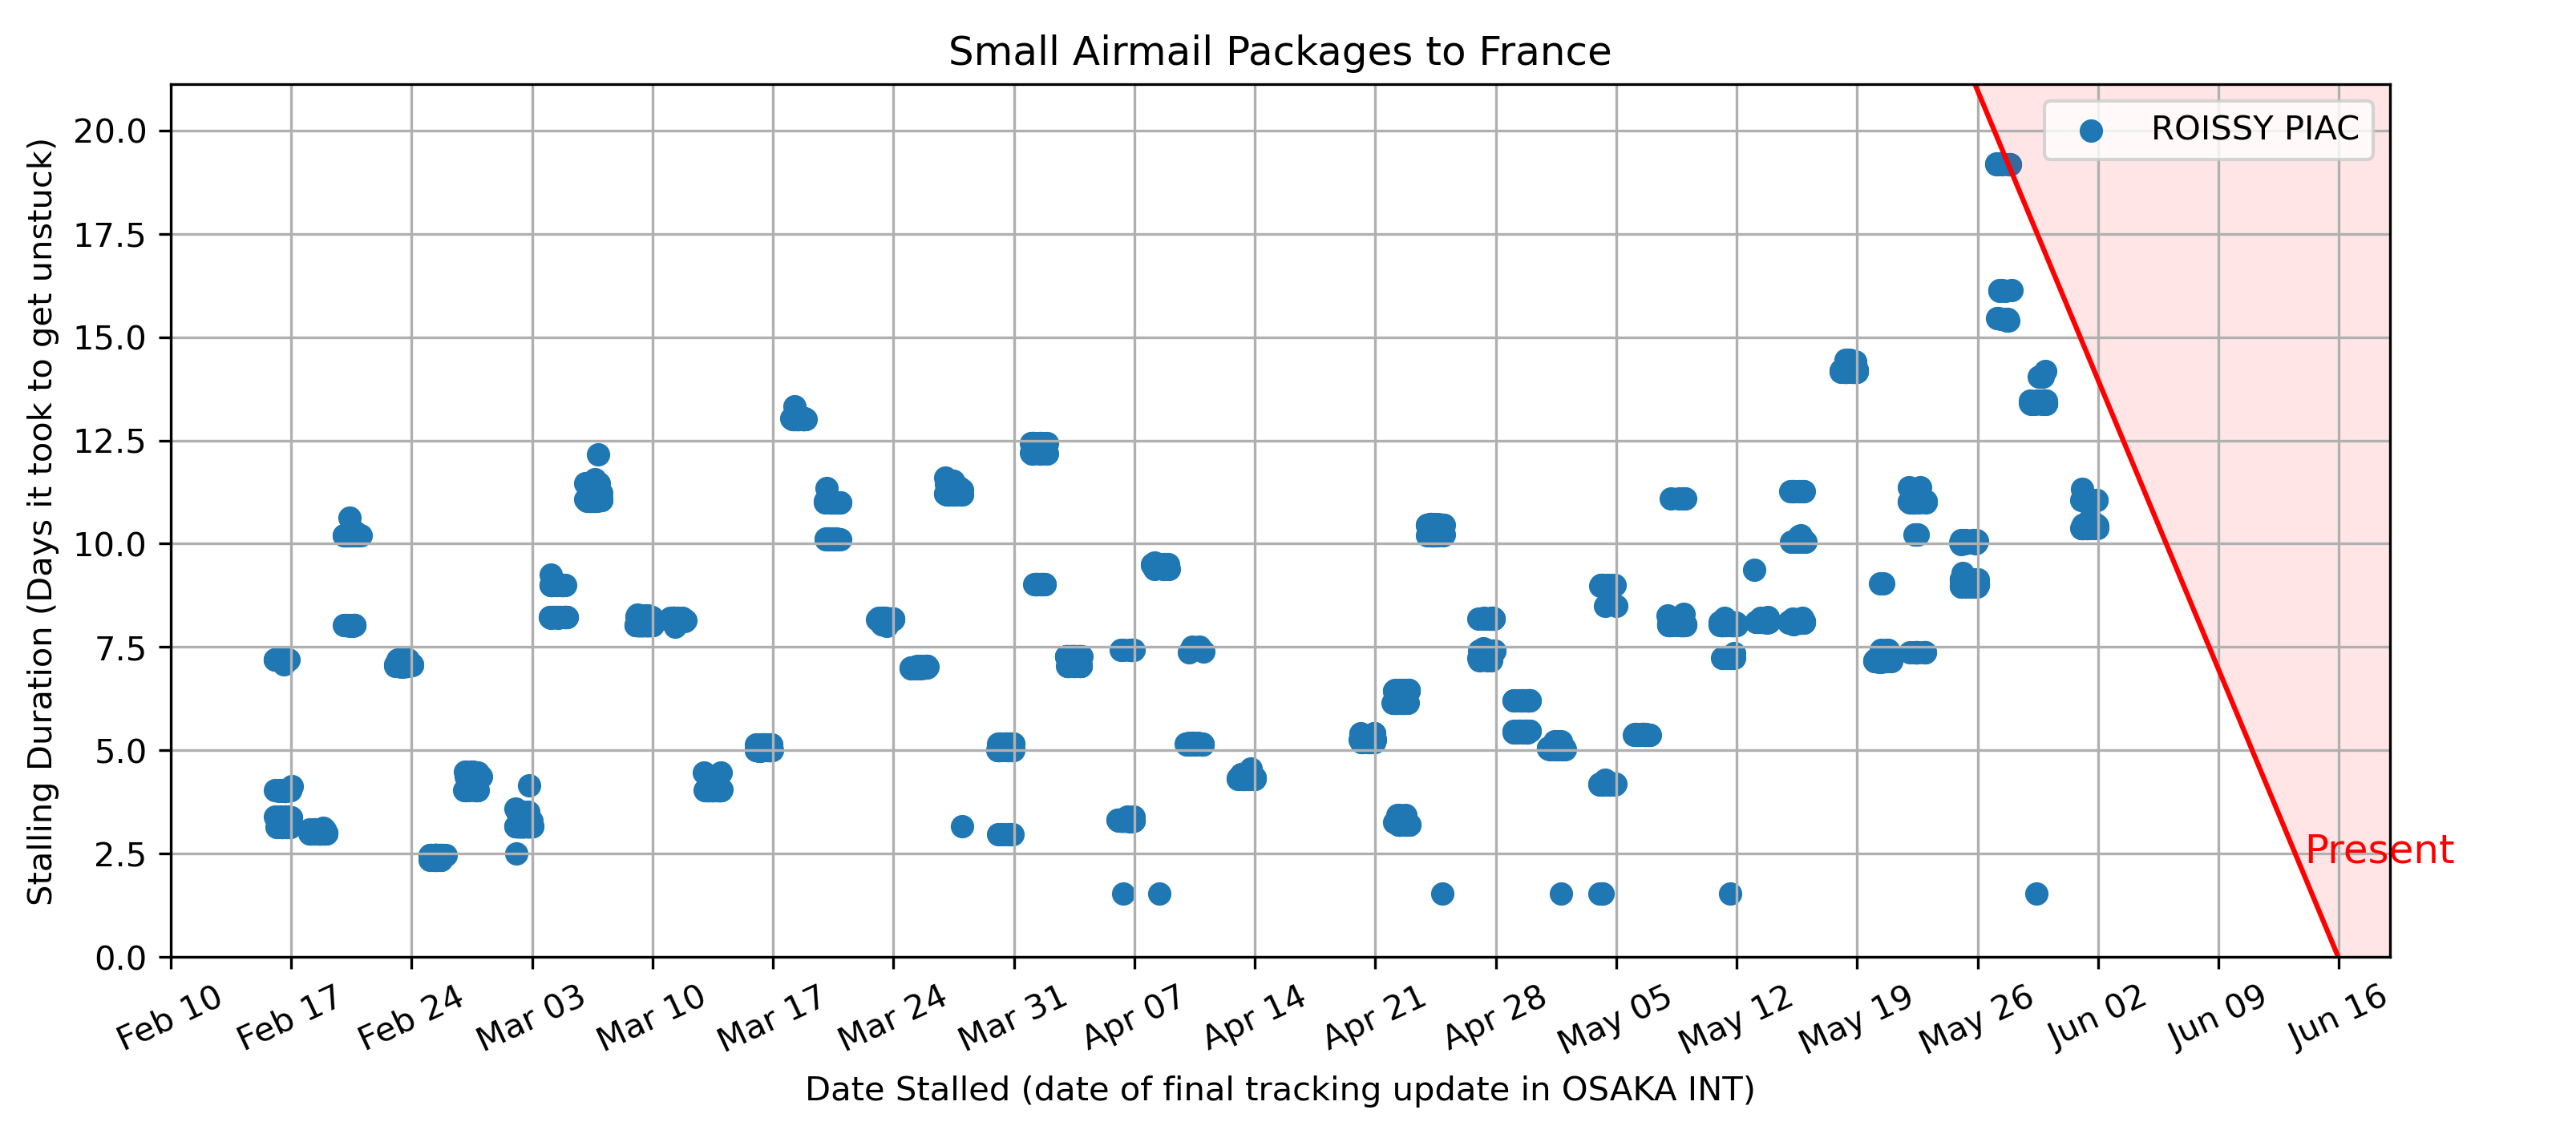 Small Airmail Packages to France
Stalling Duration (Days it took to get unstuck)
20.0
17.5
15.0
12.5
10.0
7.5
5.0
2.5
0.0
ROISSY PIAC
Present
Feb 10
Feb 17
Feb 24
Mar 03
Mar 10
Mar 17
Mar 24
Mar 31
Apr 07
Apr 14
Apr 21
Apr 28
May 05
May 12
May 19
May 26
Jun 02
Jun 09
Jun 16
Date Stalled (date of final tracking update in OSAKA INT)